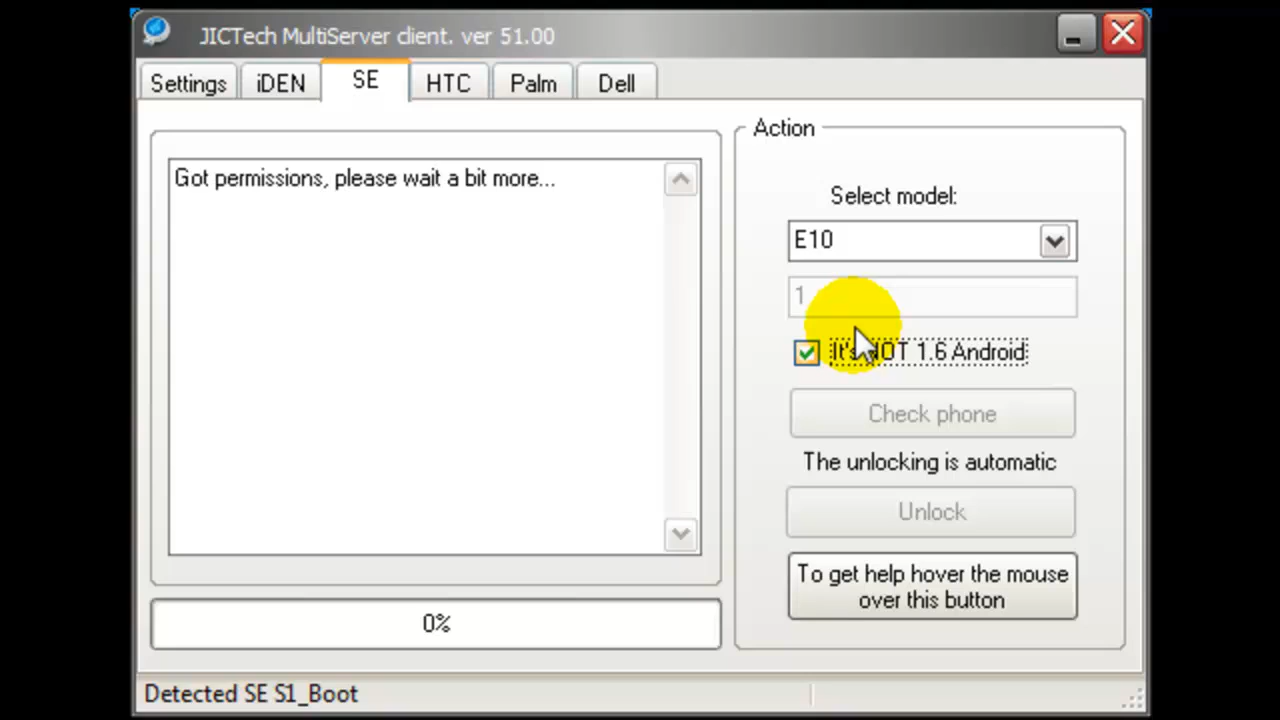 JICTech MultiServer client. ver 51.00
Settings iDEN SE HTC Palm Dell
Got permissions, please wait a bit more...
Action
Select model:
E10
1
It's NOT 1.6 Android
Check phone
The unlocking is automatic
Unlock
To get help hover the mouse
over this button
0%
Detected SE S1_Boot